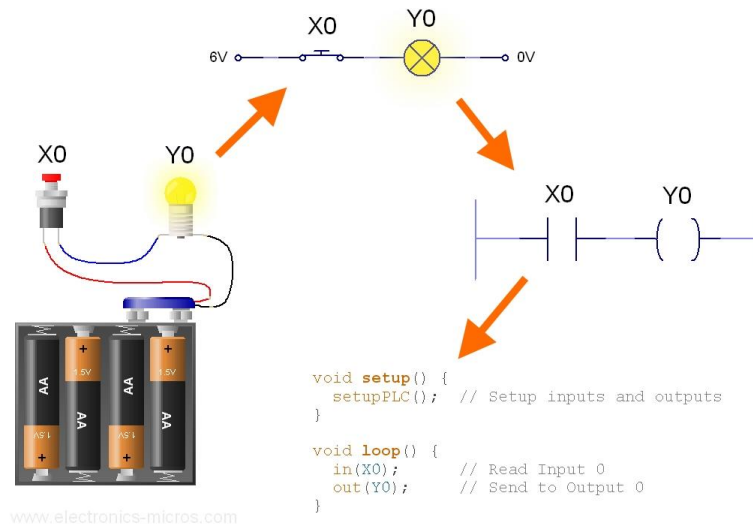 X0
Y0
6V
0V
X0
Y0
X0
Y0
+
1.5V
+
1.5V
AA
AA
AA
AA
1.5V
+
1.5V
+
void setup() {
setupPLC(); // Setup inputs and outputs
}
void loop() {
in(X0); // Read Input 0
out(Y0); // Send to Output 0
}
www.electronics-micros.com